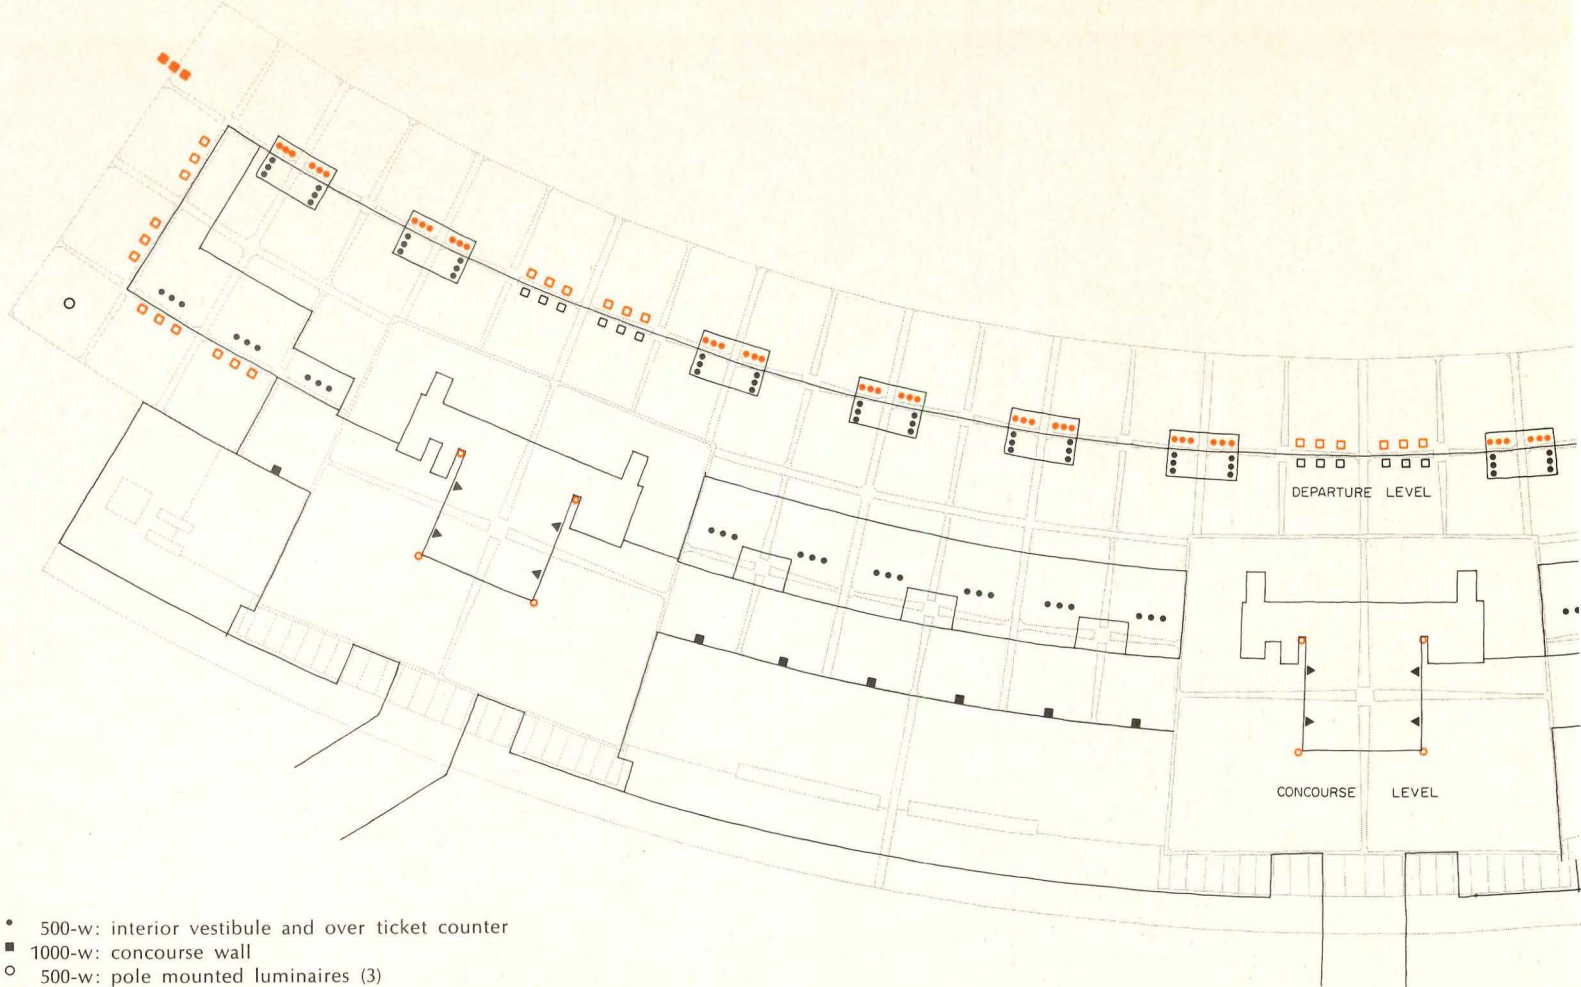 DEPARTURE LEVEL
CONCOURSE LEVEL
500-w: interior vestibule and over ticket counter
1000-w: concourse wall
500-w: pole mounted luminaires (3)